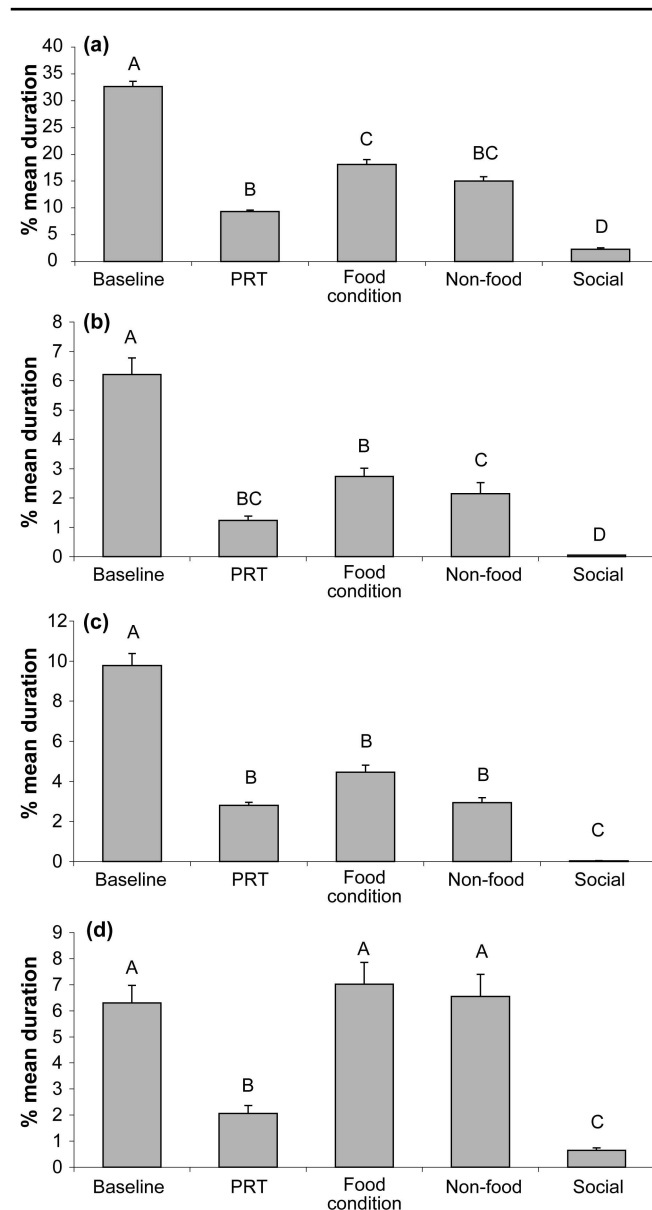 (a)
% mean duration
40
35
30
25
20
15
10
5
0
A
B
C
BC
D
Baseline
PRT
Food
condition
Non-food
Social
(b)
% mean duration
8
7
6
5
4
3
2
1
0
A
BC
B
C
D
Baseline
PRT
Food
condition
Non-food
Social
(c)
% mean duration
12
10
8
6
4
2
0
A
B
B
B
C
Baseline
PRT
Food
condition
Non-food
Social
(d)
% mean duration
9
8
7
6
5
4
3
2
1
0
A
B
A
A
C
Baseline
PRT
Food
condition
Non-food
Social